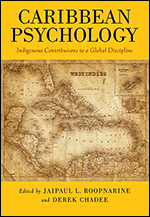 CARIBBEAN
PSYCHOLOGY
Indigenous Contributions to a Global Discipline
WEST INDIES
Edited by JAIPAUL L. ROOPNARINE
and DEREK CHADEE